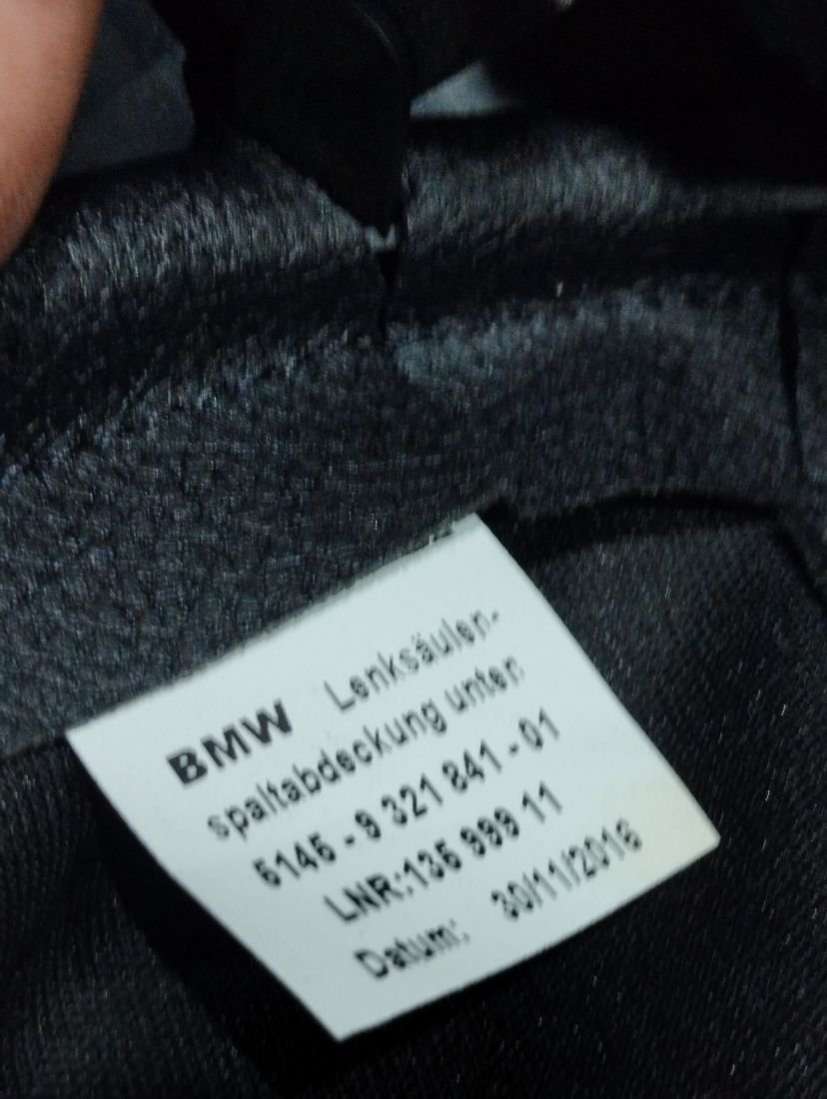 BMW Lenksäulen-
spaltabdeckung unten
5145 - 9 321 841 - 01
LNR:135 999 11
Datum: 30/11/2016